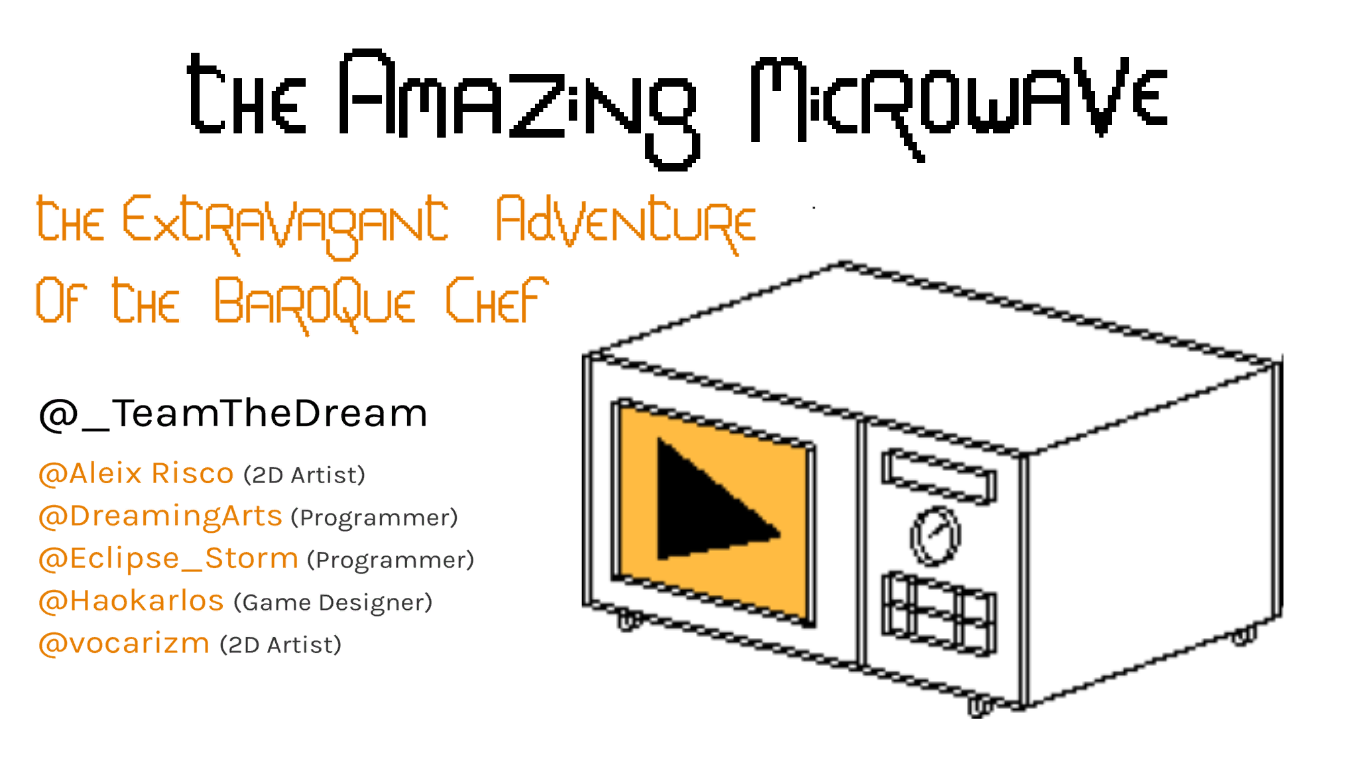 the Amazing Microwave
the Extravagant Adventure
Of the BaroQue Chef
@_TeamTheDream
@Aleix Risco (2D Artist)
@DreamingArts (Programmer)
@Eclipse_Storm (Programmer)
@Haokarlos (Game Designer)
@vocarizm (2D Artist)